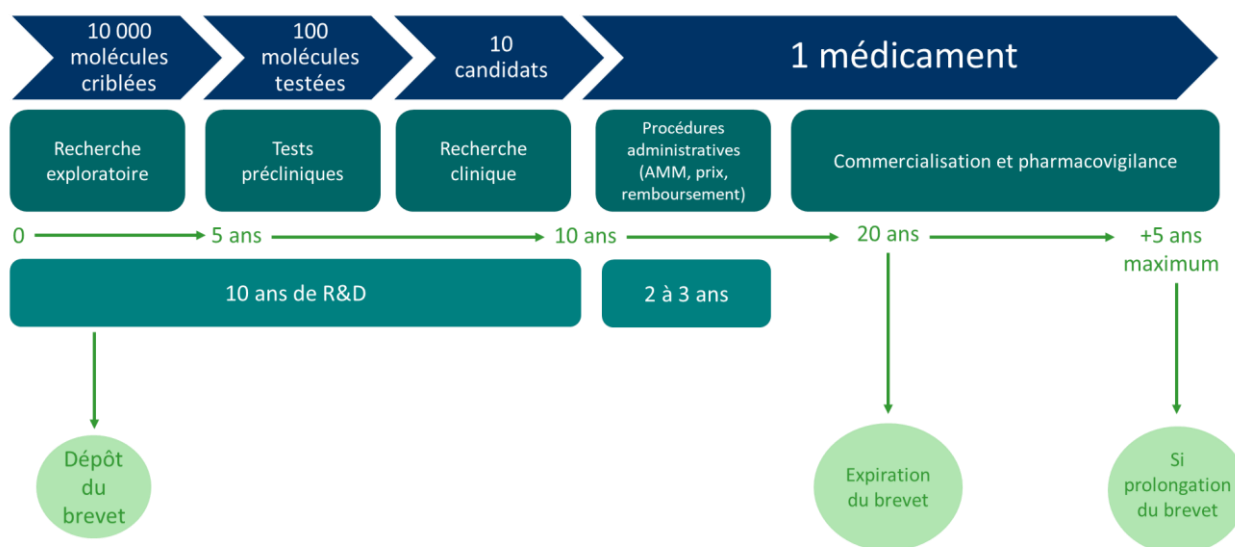 10 000
molécules
criblées
100
molécules
testées
10
candidats
1 médicament
Recherche
exploratoire
Tests
précliniques
Recherche
clinique
Procédures
administratives
(AMM, prix,
remboursement)
Commercialisation et pharmacovigilance
0
5 ans
10 ans
20 ans
+5 ans
maximum
10 ans de R&D
2 à 3 ans
Dépôt
du
brevet
Expiration
du brevet
Si
prolongation
du brevet